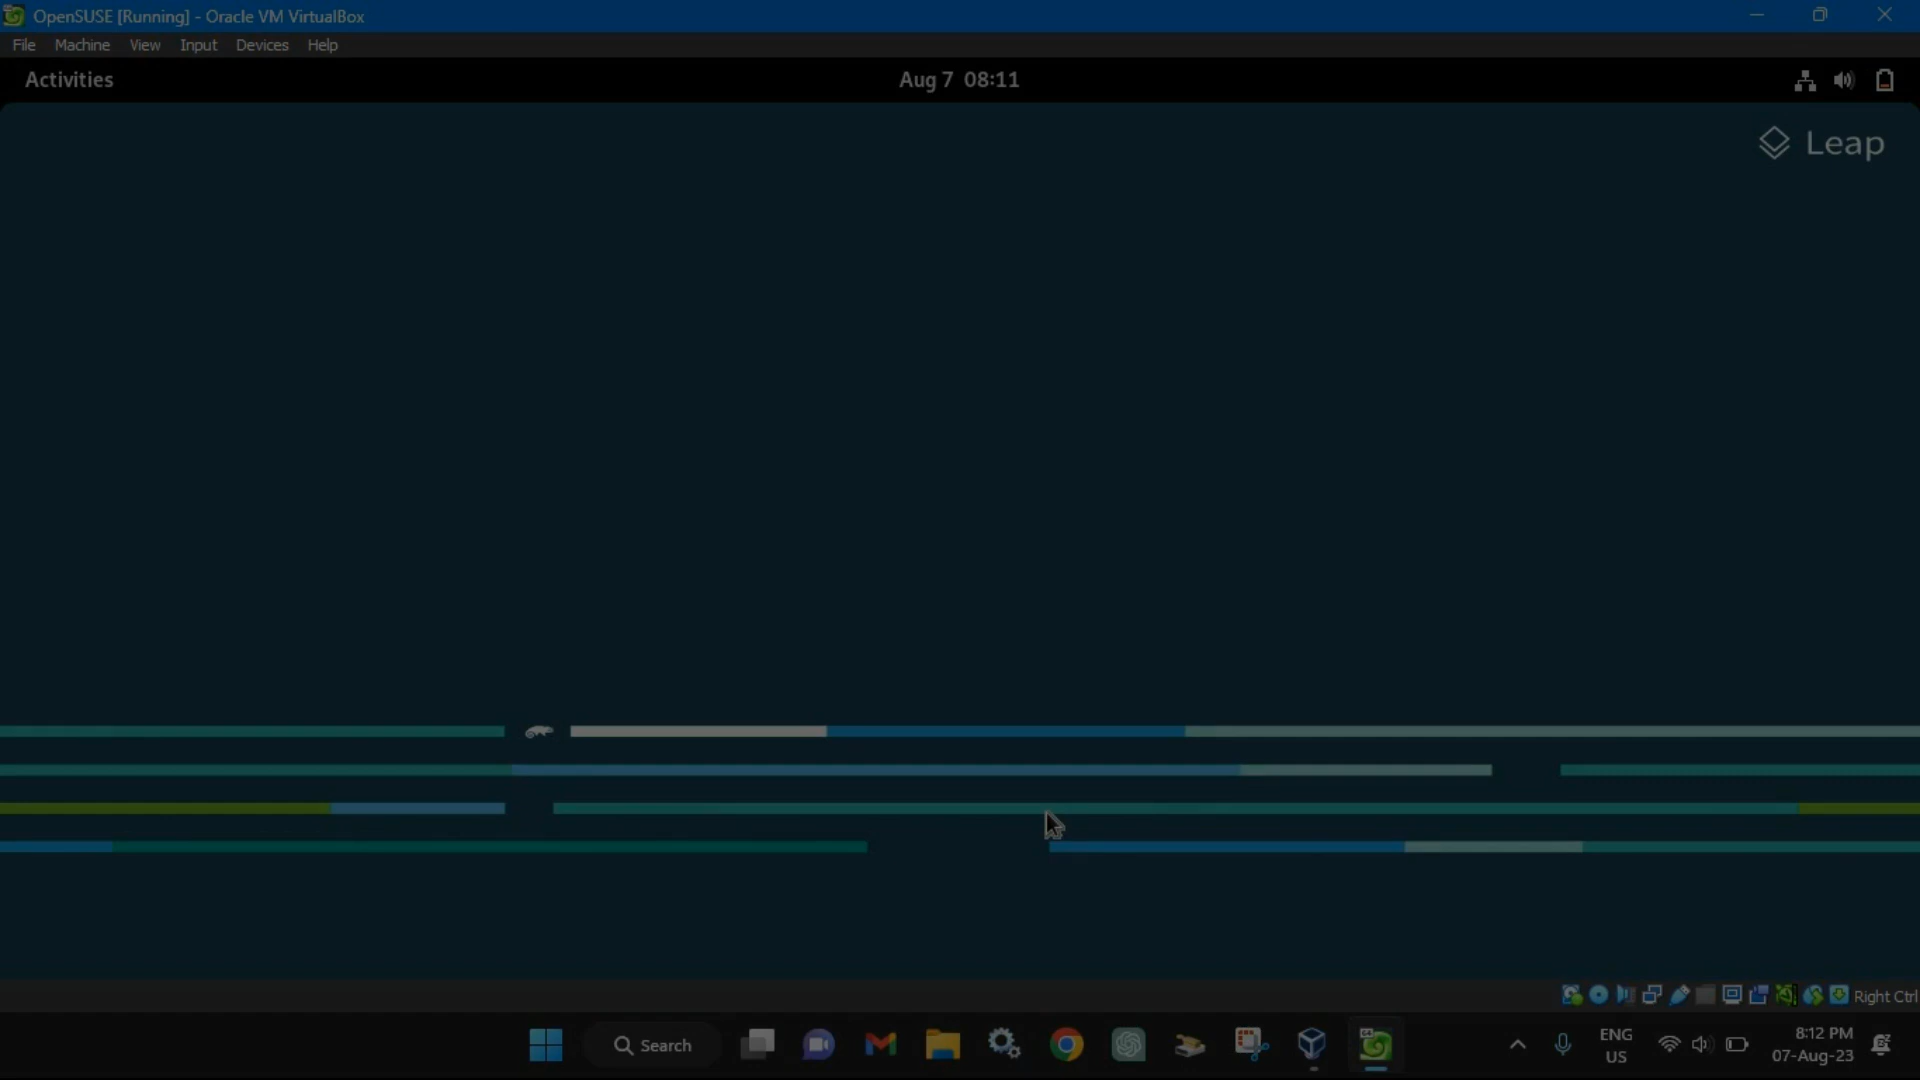 OpenSUSE [Running] - Oracle VM VirtualBox
File Machine View Input Devices Help
Activities
Aug 7 08:11
Leap
Right Ctrl
Search
ENG
US
8:12 PM
07-Aug-23